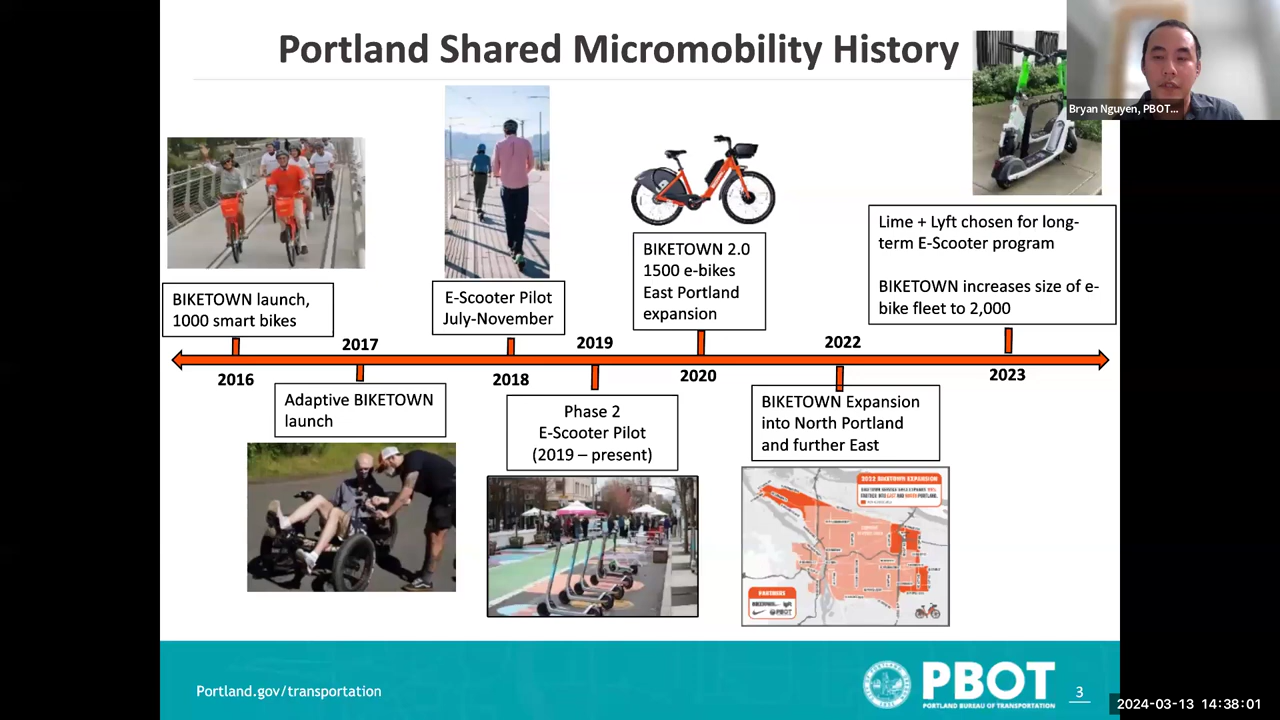 Portland Shared Micromobility History
Bryan Nguyen, PBOT...
BIKETOWN launch,
1000 smart bikes
E-Scooter Pilot
July-November
BIKETOWN 2.0
1500 e-bikes
East Portland
expansion
Lime + Lyft chosen for long-
term E-Scooter program
BIKETOWN increases size of e-
bike fleet to 2,000
2017
2019
2022
2016
2018
2020
2023
Adaptive BIKETOWN
launch
Phase 2
E-Scooter Pilot
(2019 – present)
BIKETOWN Expansion
into North Portland
and further East
2022 BIKETOWN EXPANSION
PARTNERS
BIKETOWN
lyft
PBOT
Portland.gov/transportation
PBOT
PORTLAND BUREAU OF TRANSPORTATION
3
2024-03-13 14:38:01